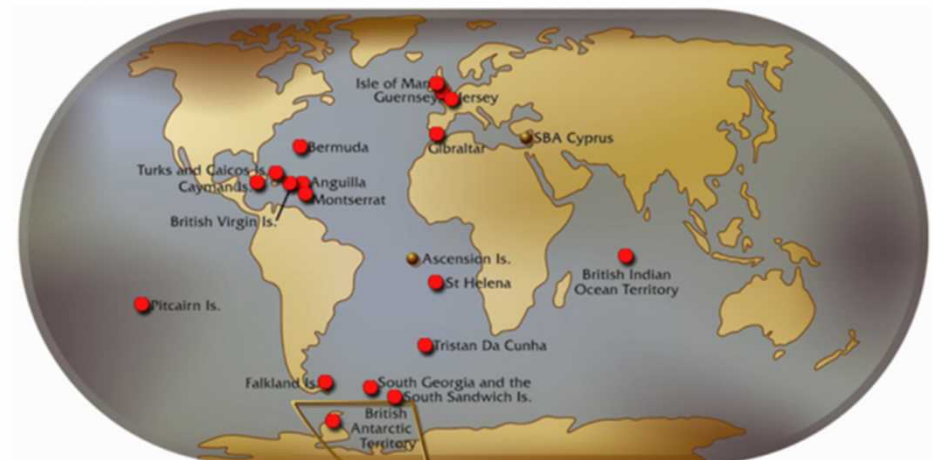 Isle of Man
Guernsey Jersey
Gibraltar
SBA Cyprus
Bermuda
Turks and Caicos Is.
Cayman Is.
Anguilla
Montserrat
British Virgin Is.
Ascension Is.
St Helena
British Indian
Ocean Territory
Pitcairn Is.
Tristan Da Cunha
Falkland Is.
South Georgia and the
South Sandwich Is.
British
Antarctic
Territory